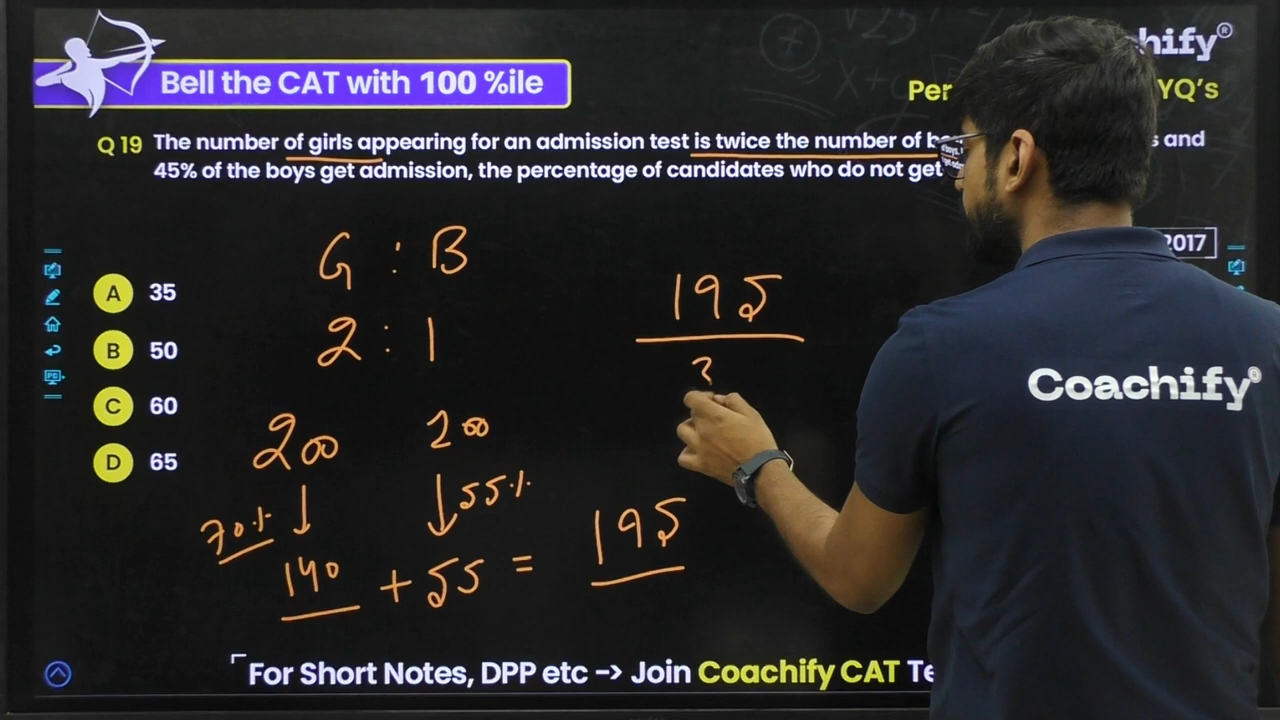 Bell the CAT with 100 %ile
hify®
Per YQ's
Q 19 The number of girls appearing for an admission test is twice the number of b s and
45% of the boys get admission, the percentage of candidates who do not get
2017
A 35
B 50
C 60
D 65
G : B
2 : 1
200 100
70% 55%
140 + 55 = 195
195
3
Coachify®
For Short Notes, DPP etc -> Join Coachify CAT Te